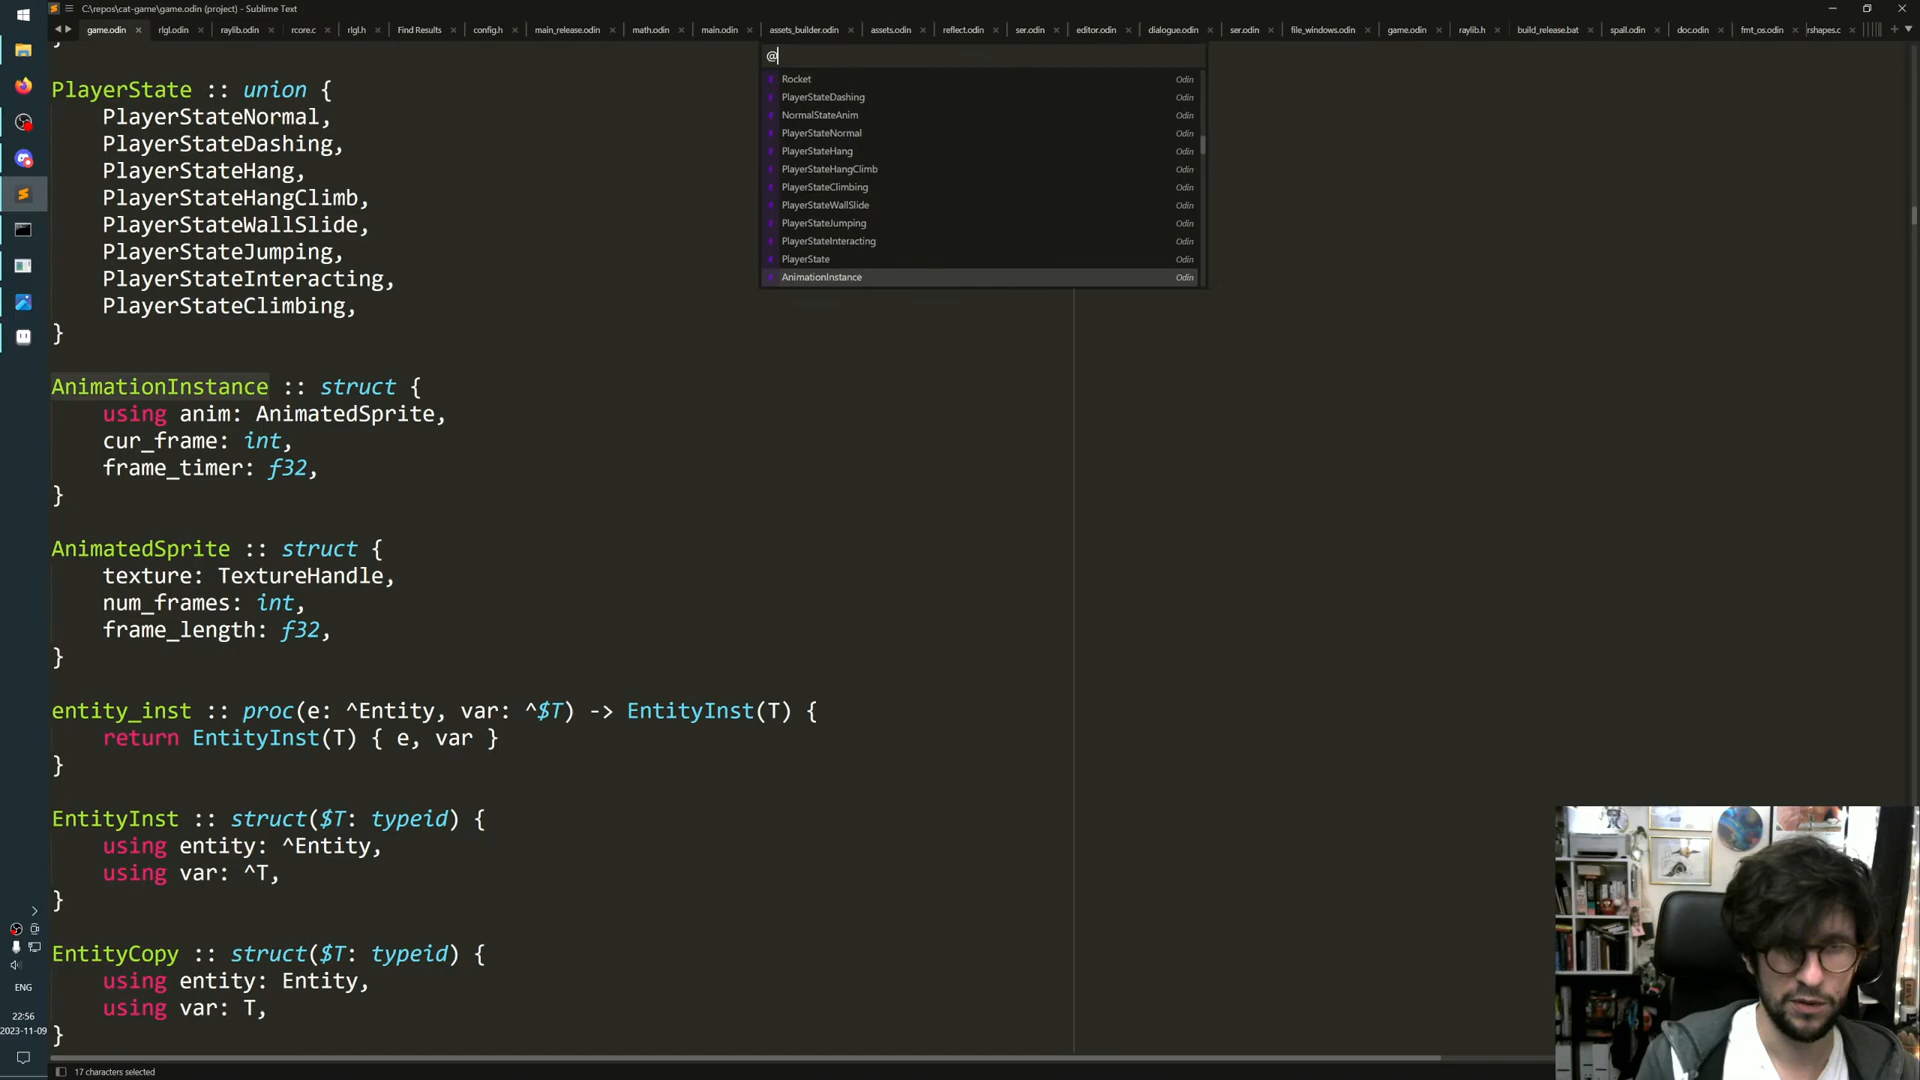 C:\repos\cat-game\game.odin (project) - Sublime Text
game.odin × rlgl.odin × raylib.odin × rcore.c × rlgl.h × Find Results × config.h × main_release.odin × math.odin × main.odin × assets_builder.odin × assets.odin × reflect.odin × ser.odin × editor.odin × dialogue.odin × ser.odin × file_windows.odin × game.odin × raylib.h × build_release.bat × spall.odin × doc.odin × fmt_os.odin × rshapes.c ×
@
Rocket Odin
PlayerStateDashing Odin
NormalStateAnim Odin
PlayerStateNormal Odin
PlayerStateHang Odin
PlayerStateHangClimb Odin
PlayerStateClimbing Odin
PlayerStateWallSlide Odin
PlayerStateJumping Odin
PlayerStateInteracting Odin
PlayerState Odin
AnimationInstance Odin
}
PlayerState :: union {
PlayerStateNormal,
PlayerStateDashing,
PlayerStateHang,
PlayerStateHangClimb,
PlayerStateWallSlide,
PlayerStateJumping,
PlayerStateInteracting,
PlayerStateClimbing,
}
AnimationInstance :: struct {
using anim: AnimatedSprite,
cur_frame: int,
frame_timer: f32,
}
AnimatedSprite :: struct {
texture: TextureHandle,
num_frames: int,
frame_length: f32,
}
entity_inst :: proc(e: ^Entity, var: ^$T) -> EntityInst(T) {
return EntityInst(T) { e, var }
}
EntityInst :: struct($T: typeid) {
using entity: ^Entity,
using var: ^T,
}
EntityCopy :: struct($T: typeid) {
using entity: Entity,
using var: T,
}
ENG
22:56
2023-11-09
17 characters selected